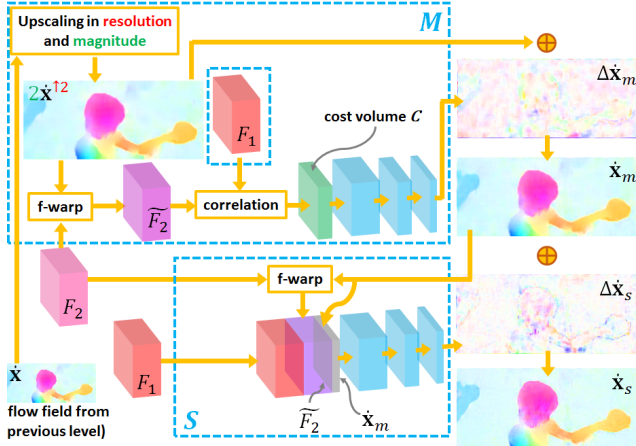 Upscaling in resolution
and magnitude
M
2ẋ↑2
F₁
cost volume C
Δẋₘ
f-warp
F̃₂
correlation
ẋₘ
F₂
f-warp
Δẋₛ
ẋ
F₁
flow field from
previous level)
S
F̃₂
ẋₘ
ẋₛ